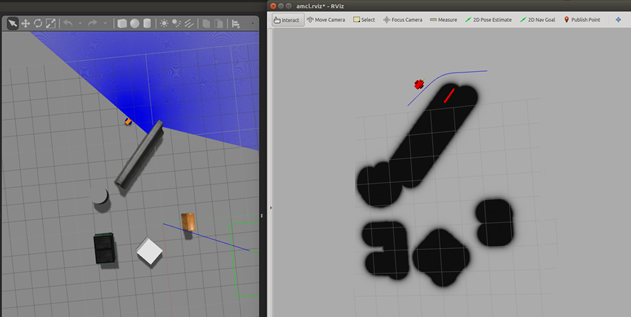 amcl.rviz* - RViz
Interact
Move Camera
Select
Focus Camera
Measure
2D Pose Estimate
2D Nav Goal
Publish Point